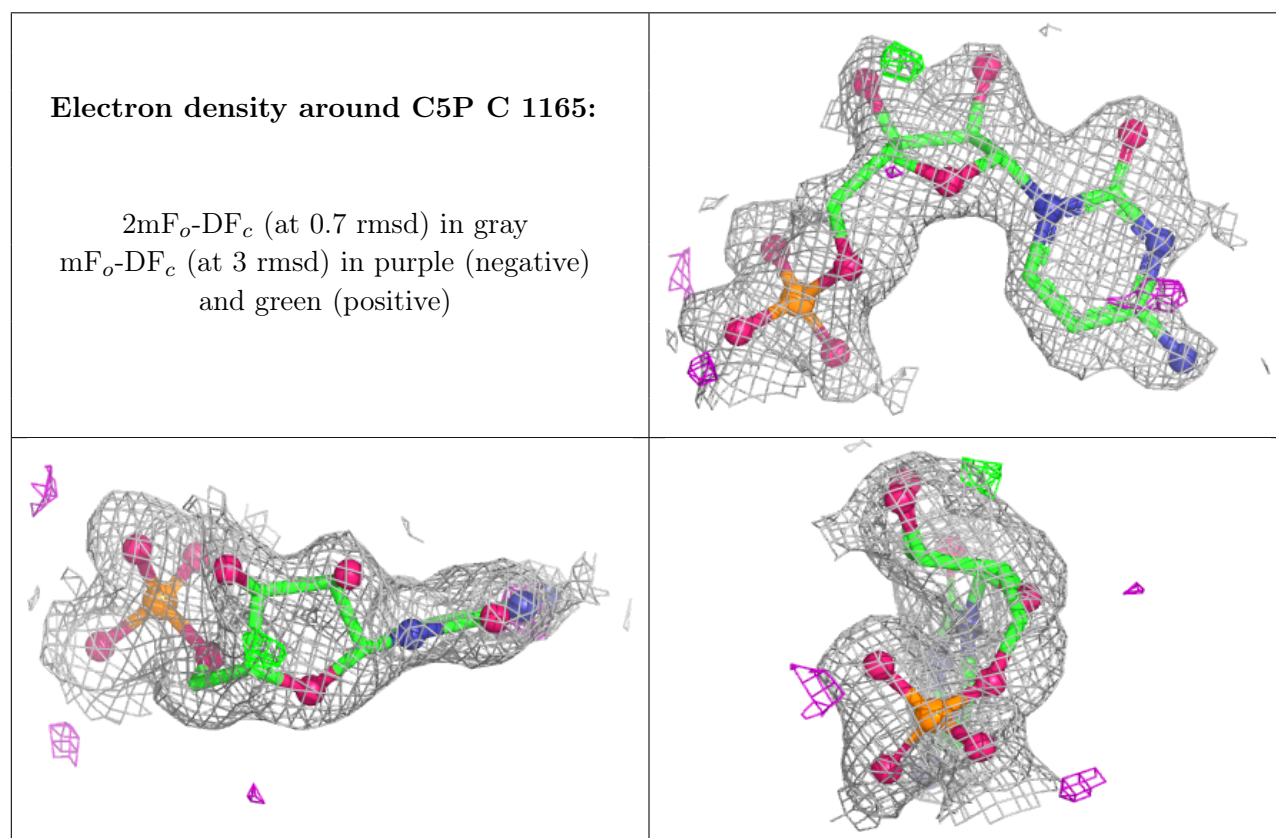 Electron density around C5P C 1165:
2mFo-DFc (at 0.7 rmsd) in gray
mFo-DFc (at 3 rmsd) in purple (negative)
and green (positive)